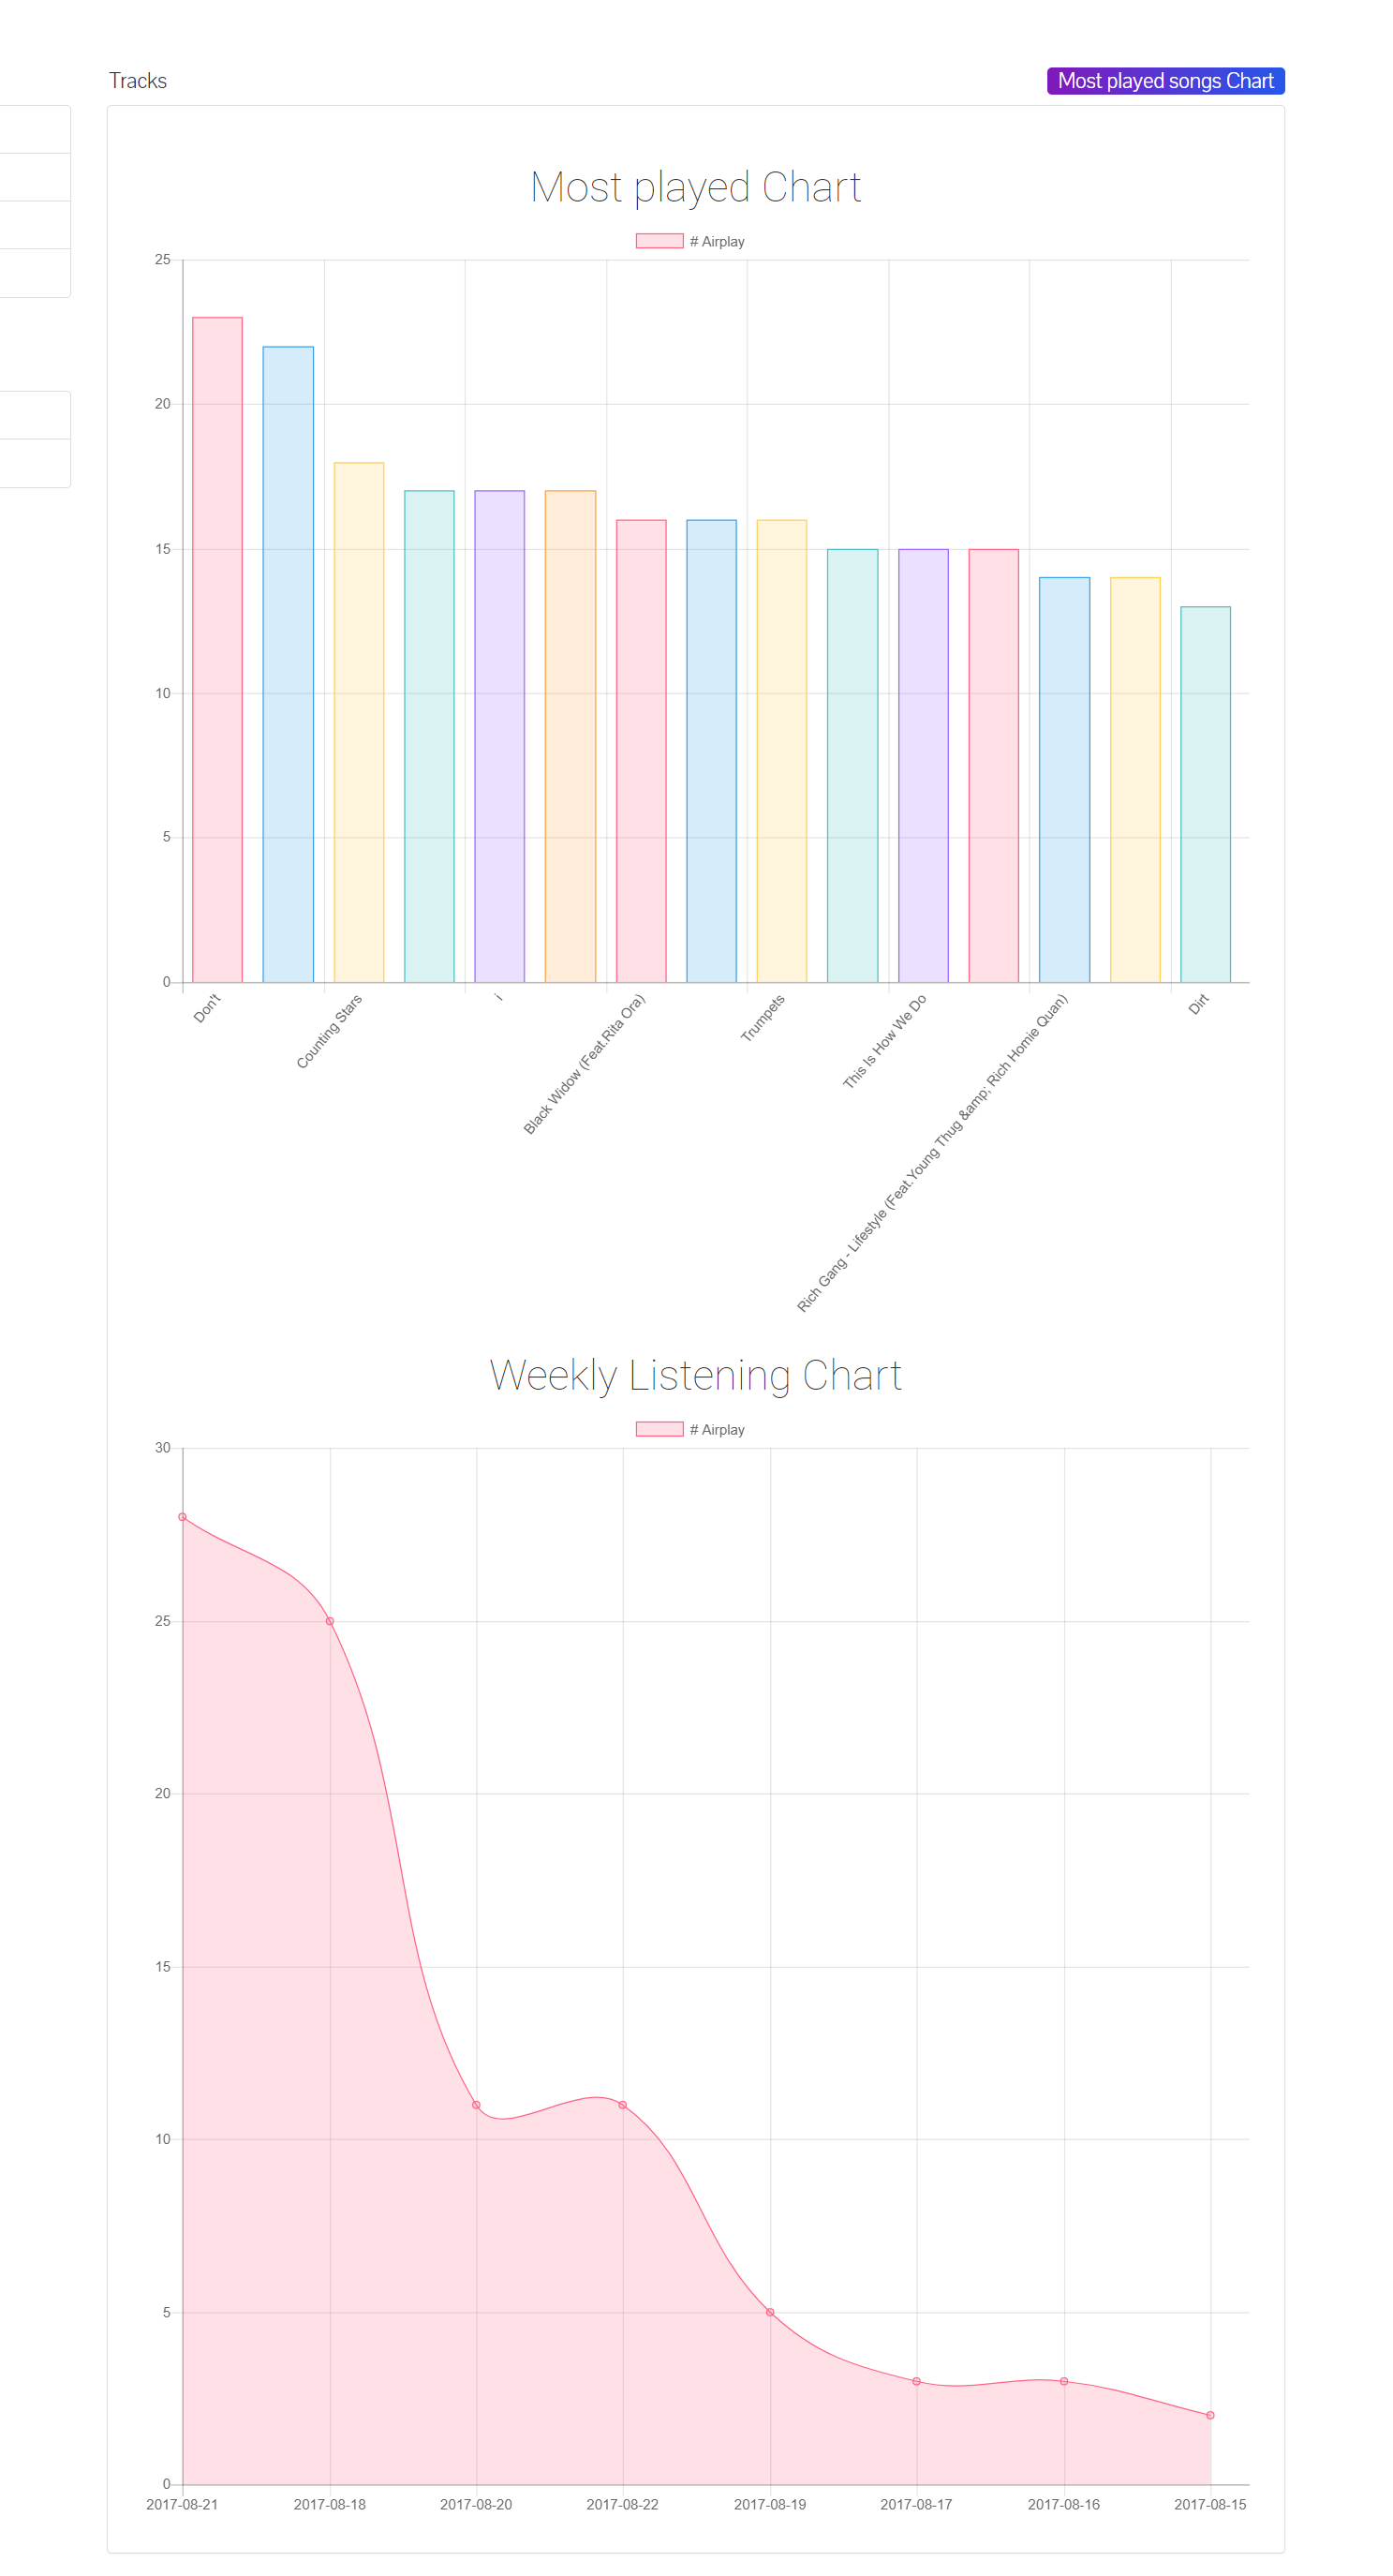 Tracks
Most played songs Chart
Most played Chart
# Airplay
25
20
15
10
5
0
Don't
Counting Stars
i
Black Widow (Feat.Rita Ora)
Trumpets
This Is How We Do
Rich Gang - Lifestyle (Feat.Young Thug &amp; Rich Homie Quan)
Dirt
Weekly Listening Chart
# Airplay
30
25
20
15
10
5
0
2017-08-21 2017-08-18 2017-08-20 2017-08-22 2017-08-19 2017-08-17 2017-08-16 2017-08-15